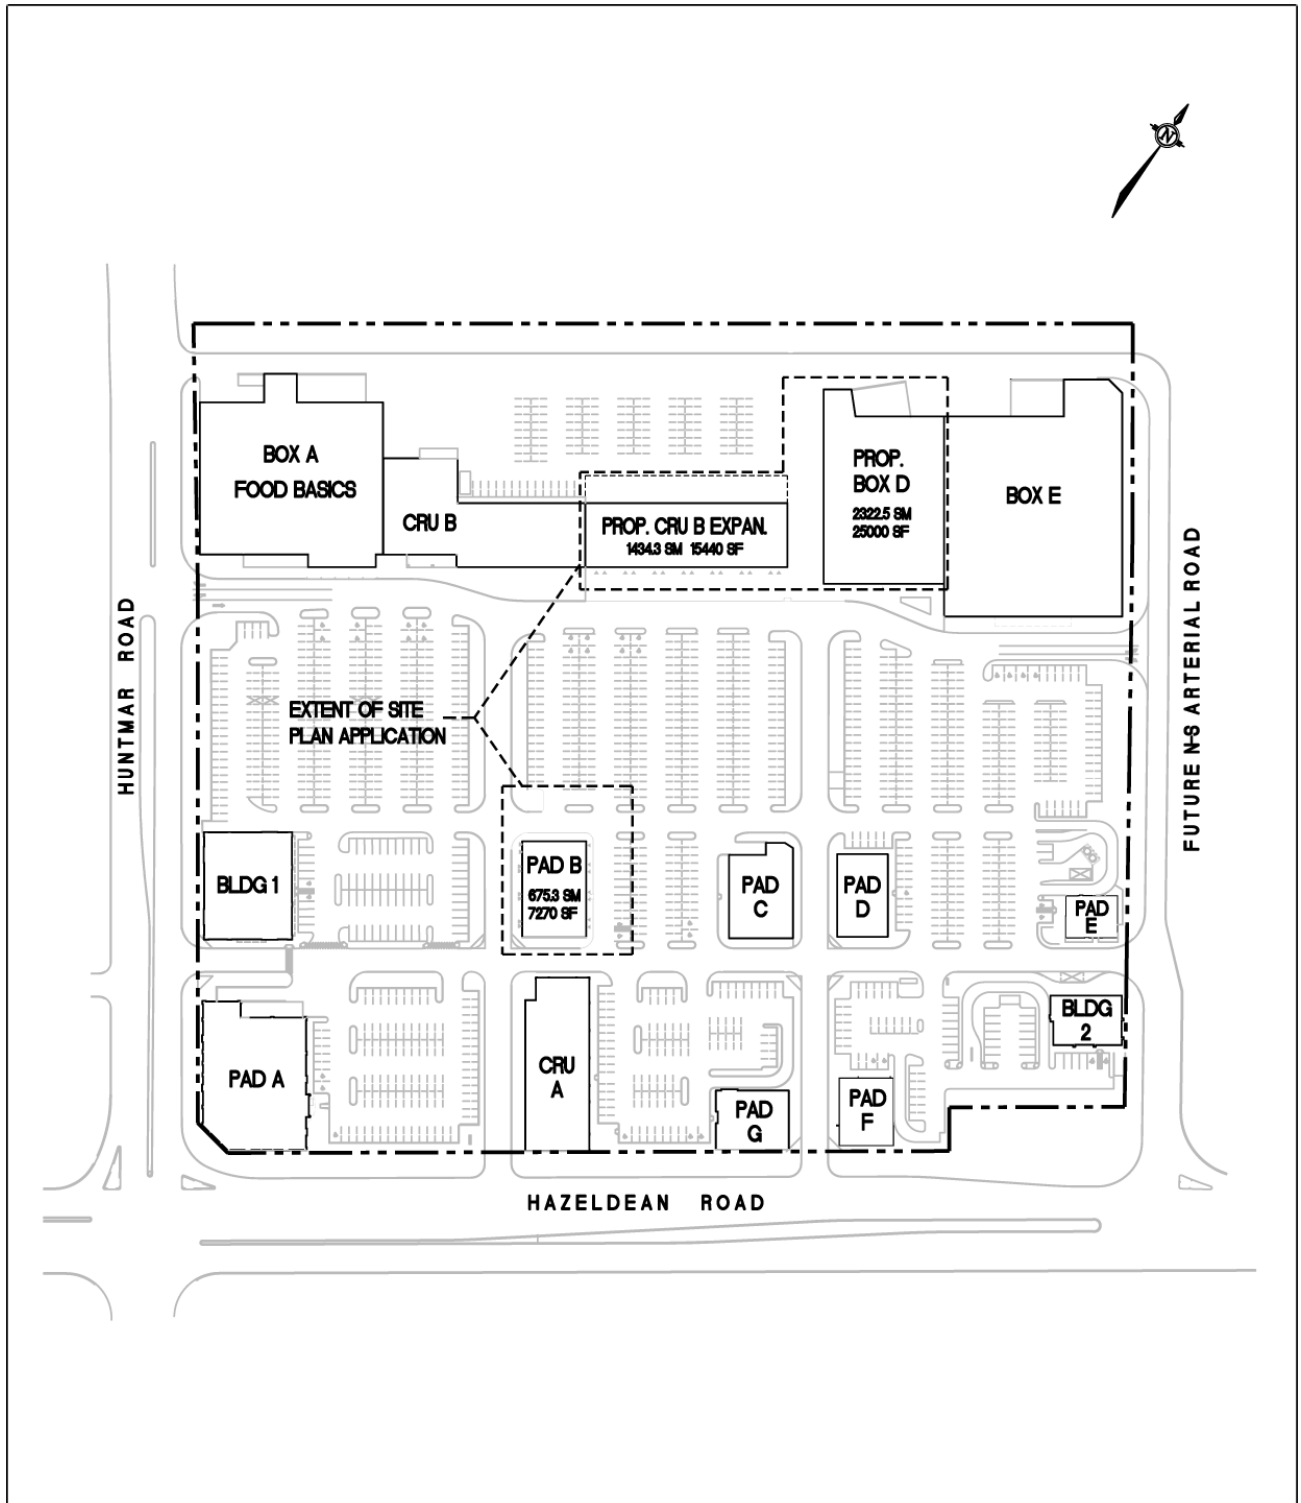 N
BOX A
FOOD BASICS
CRU B
PROP. CRU B EXPAN.
1434.3 SM 15440 SF
PROP.
BOX D
2322.5 SM
25000 SF
BOX E
HUNTMAR ROAD
FUTURE N-S ARTERIAL ROAD
EXTENT OF SITE
PLAN APPLICATION
BLDG 1
PAD B
675.3 SM
7270 SF
PAD
C
PAD
D
PAD
E
PAD A
CRU
A
PAD
G
PAD
F
BLDG
2
HAZELDEAN ROAD